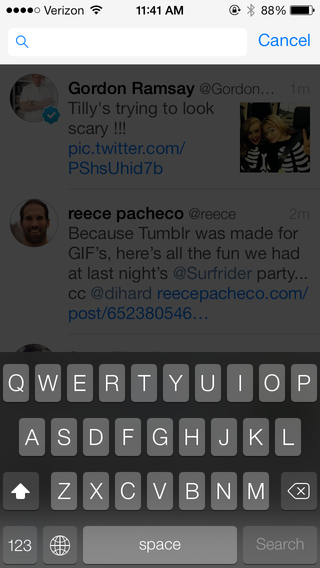 Verizon 11:41 AM 88%
Cancel
Gordon Ramsay @Gordon... 1m
Tilly's trying to look
scary !!!
pic.twitter.com/
PShsUhid7b
reece pacheco @reece 2m
Because Tumblr was made for
GIF's, here's all the fun we had
at last night's @Surfrider party...
cc @dihard reecepacheco.com/
post/652380546...
Q W E R T Y U I O P
A S D F G H J K L
Z X C V B N M
123 space Search